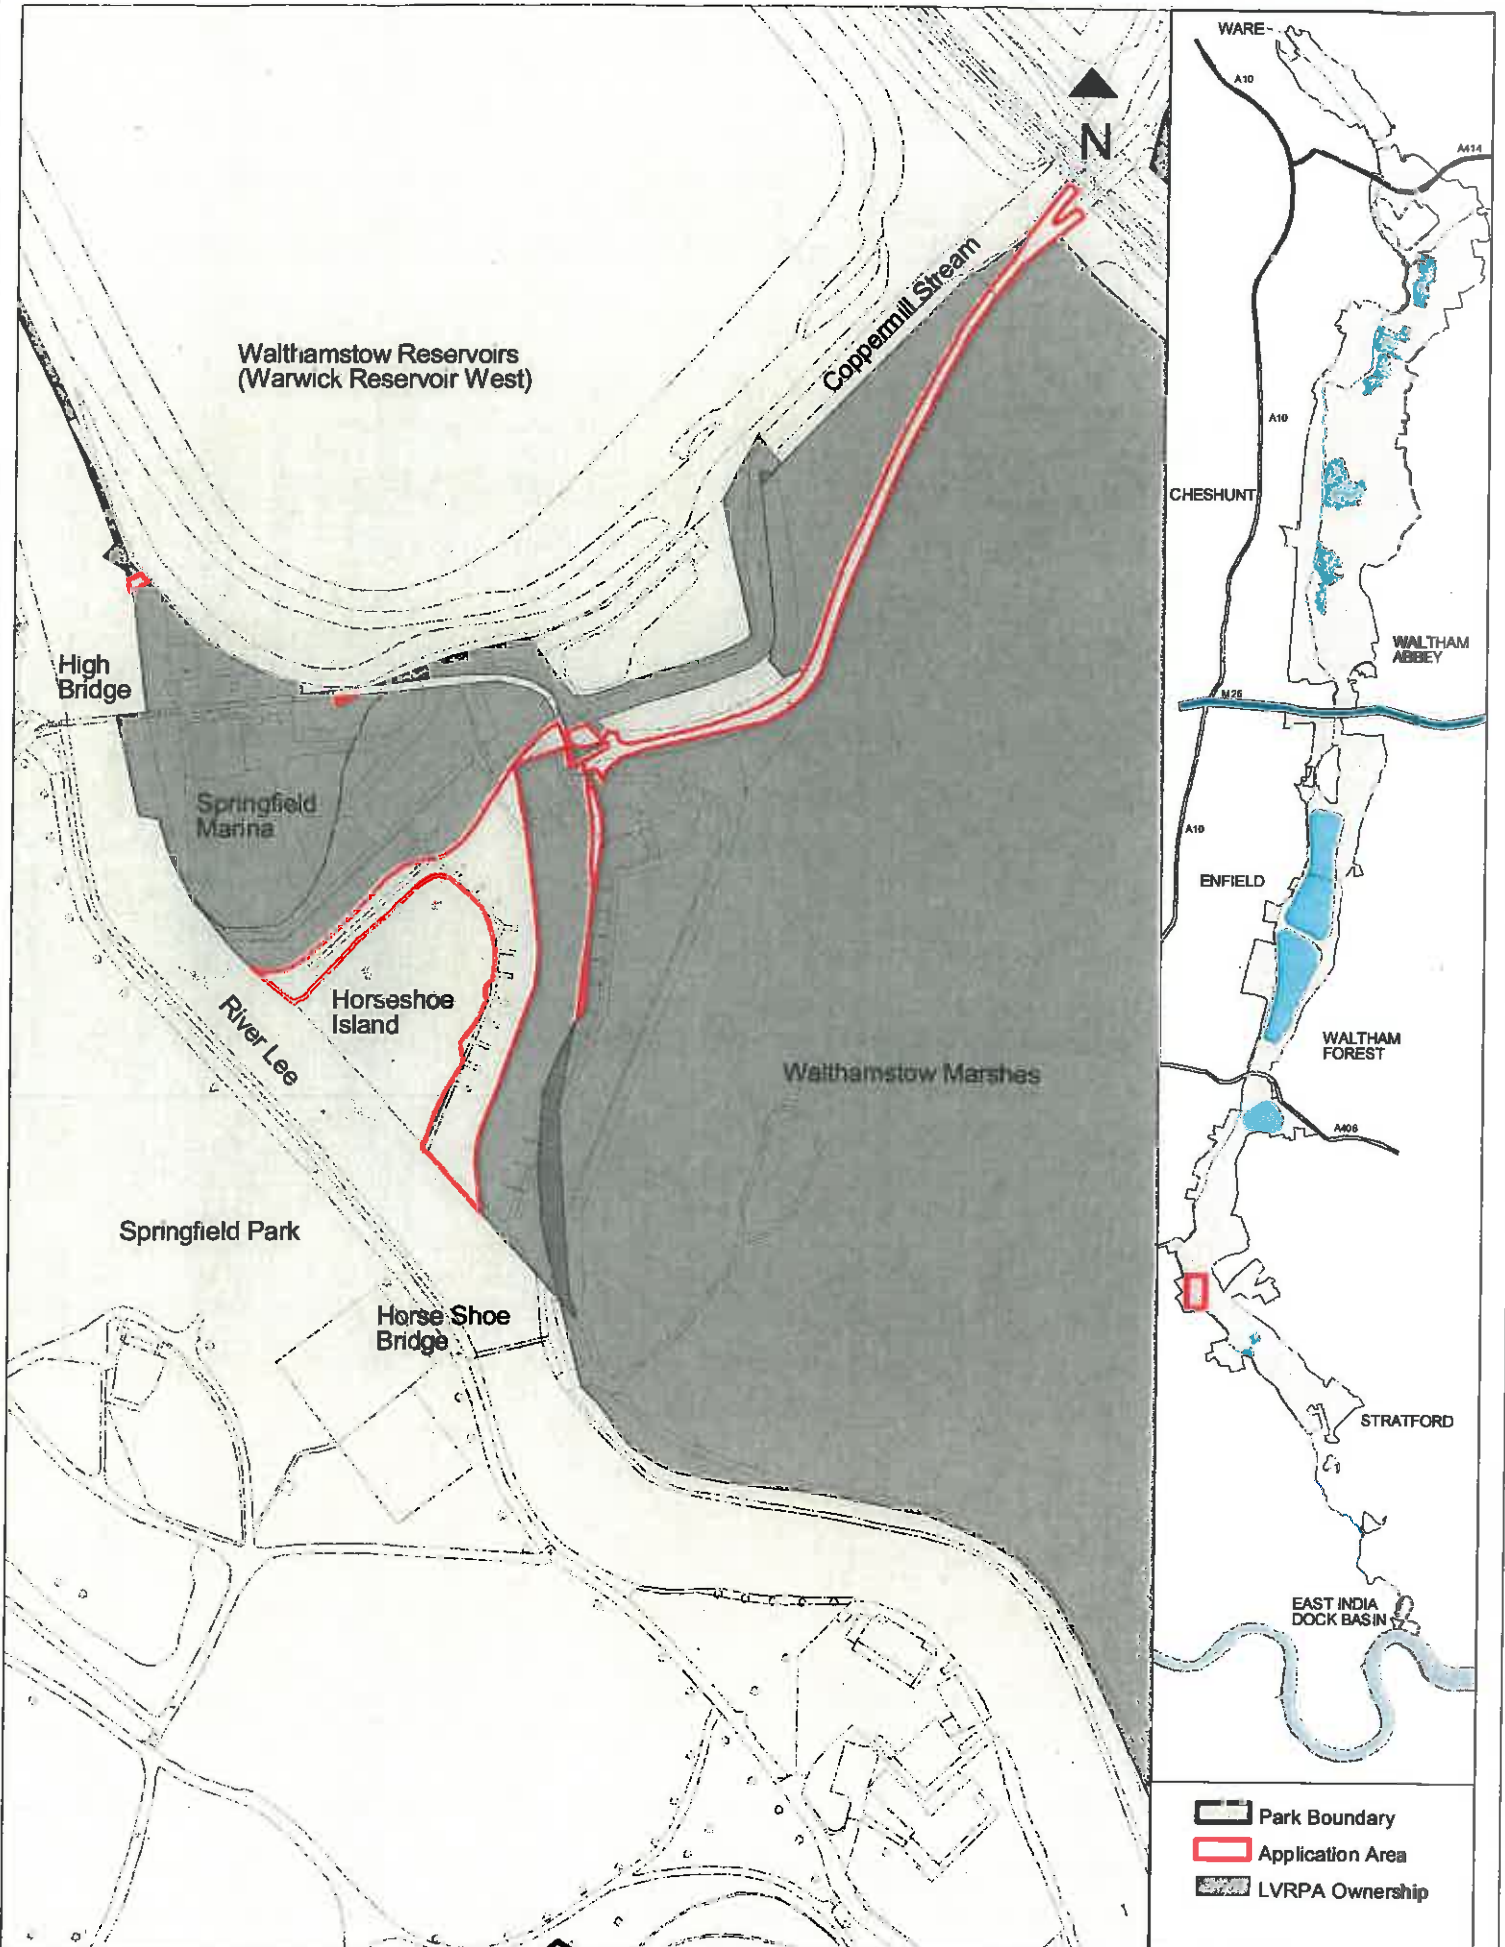 N
Coppermill Stream
Walthamstow Reservoirs
(Warwick Reservoir West)
High
Bridge
Springfield
Marina
Horseshoe
Island
River Lee
Walthamstow Marshes
Springfield Park
Horse Shoe
Bridge
WARE
A10
A414
A10
CHESHUNT
WALTHAM
ABBEY
M25
A10
ENFIELD
WALTHAM
FOREST
A406
STRATFORD
EAST INDIA
DOCK BASIN
Park Boundary
Application Area
LVRPA Ownership